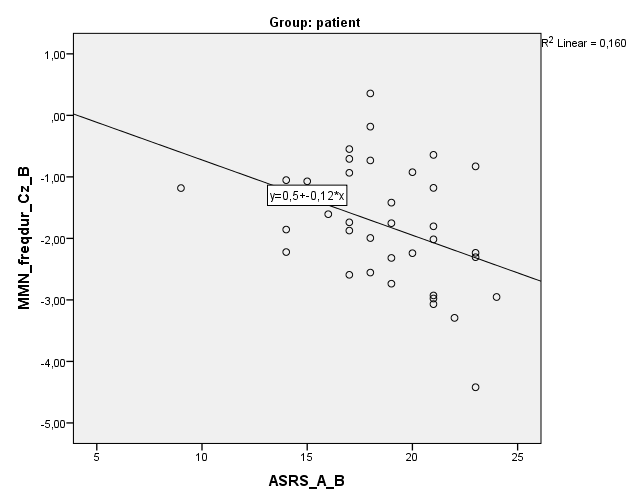 Group: patient
R2 Linear = 0,160
1,00
,00
-1,00
-2,00
-3,00
-4,00
-5,00
MMN_freqdur_Cz_B
y=0,5+-0,12*x
5
10
15
20
25
ASRS_A_B